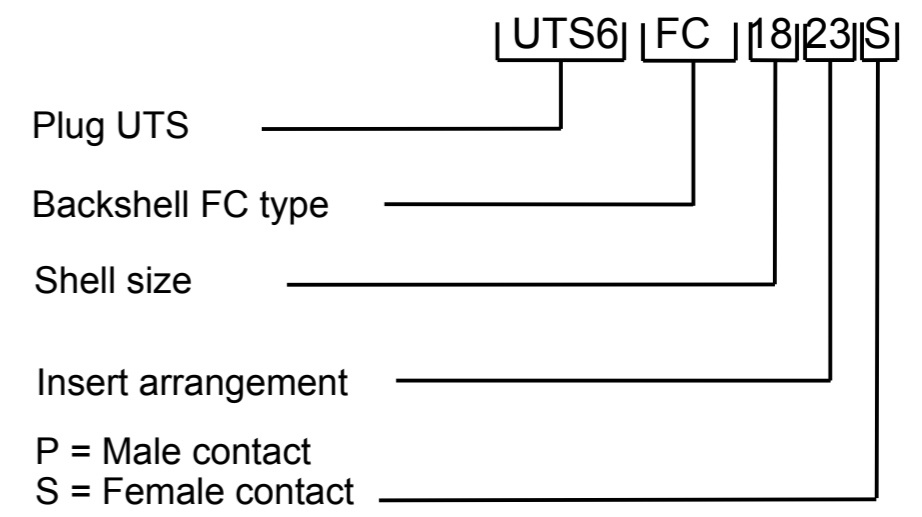 UTS6 FC 18 23 S
Plug UTS
Backshell FC type
Shell size
Insert arrangement
P = Male contact
S = Female contact